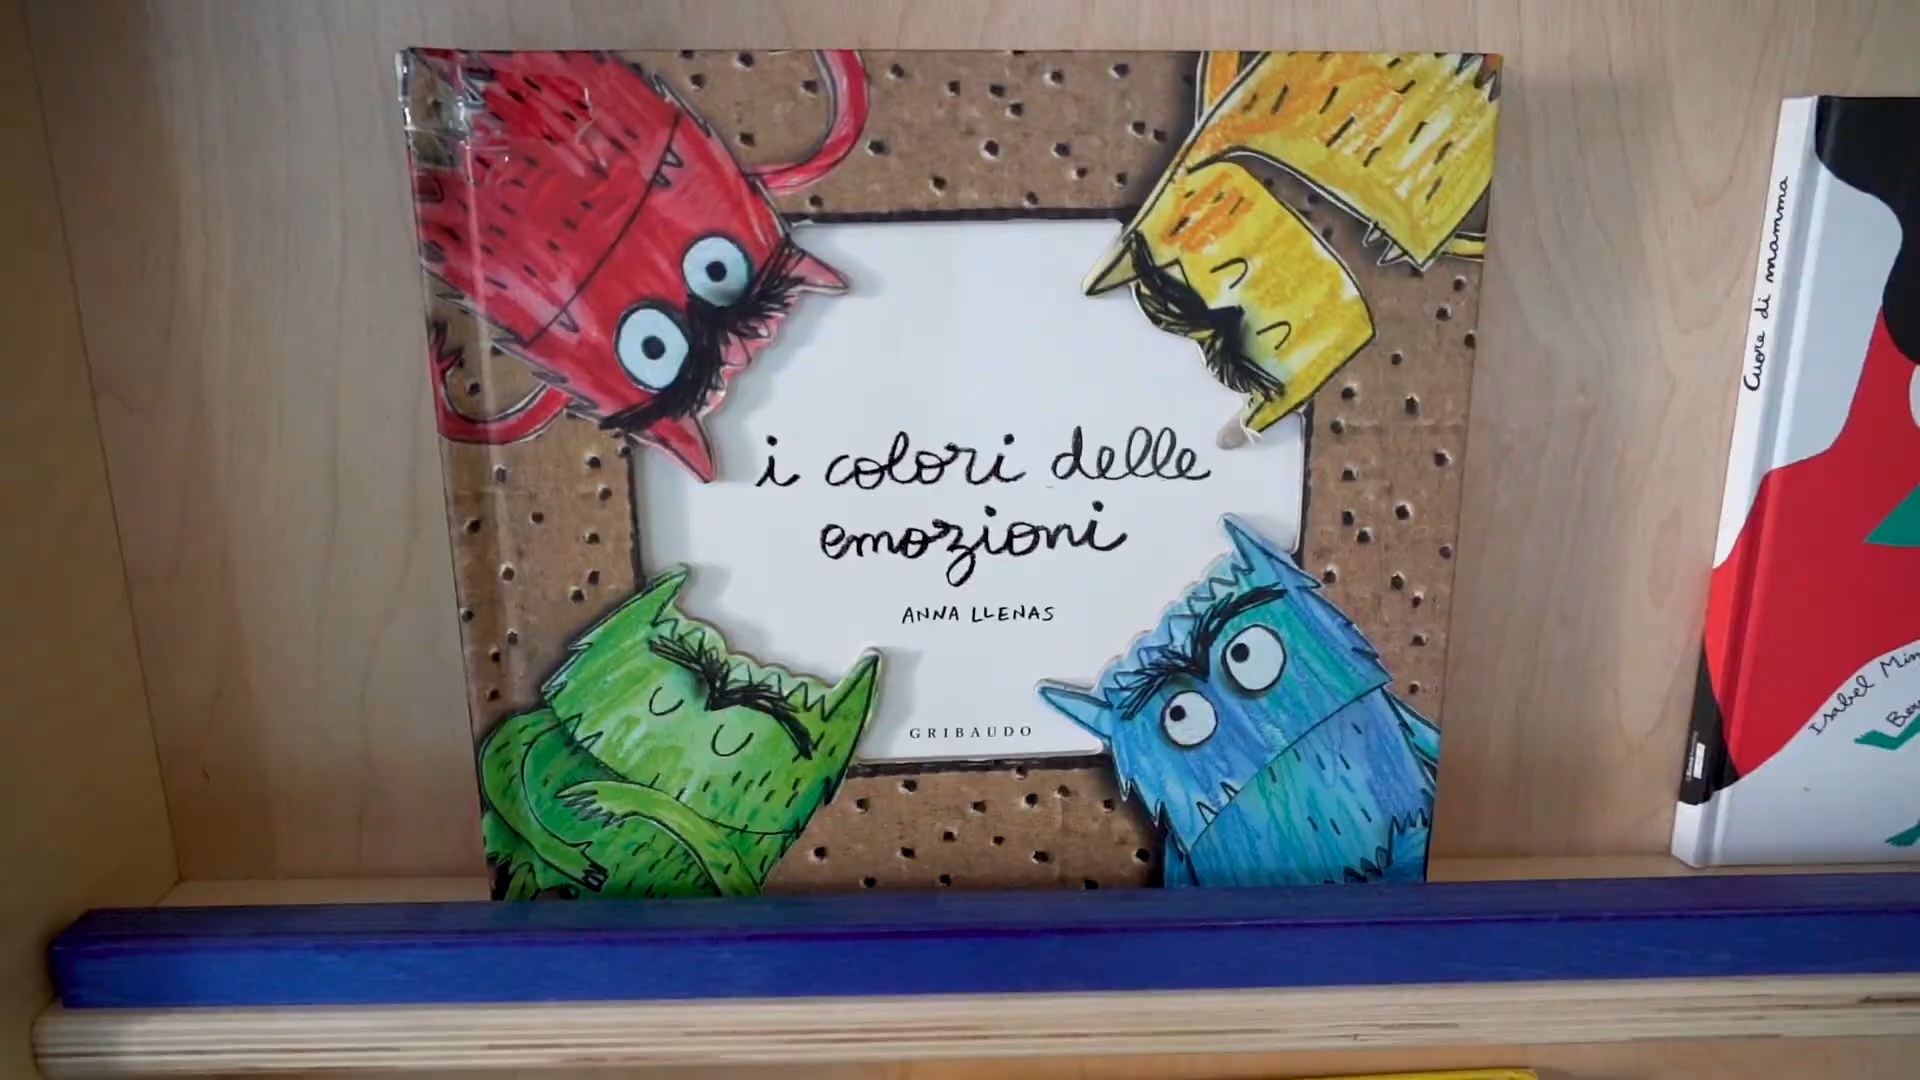 i colori delle
emozioni
ANNA LLENAS
GRIBAUDO
Cuore di mamma
Isabel Min